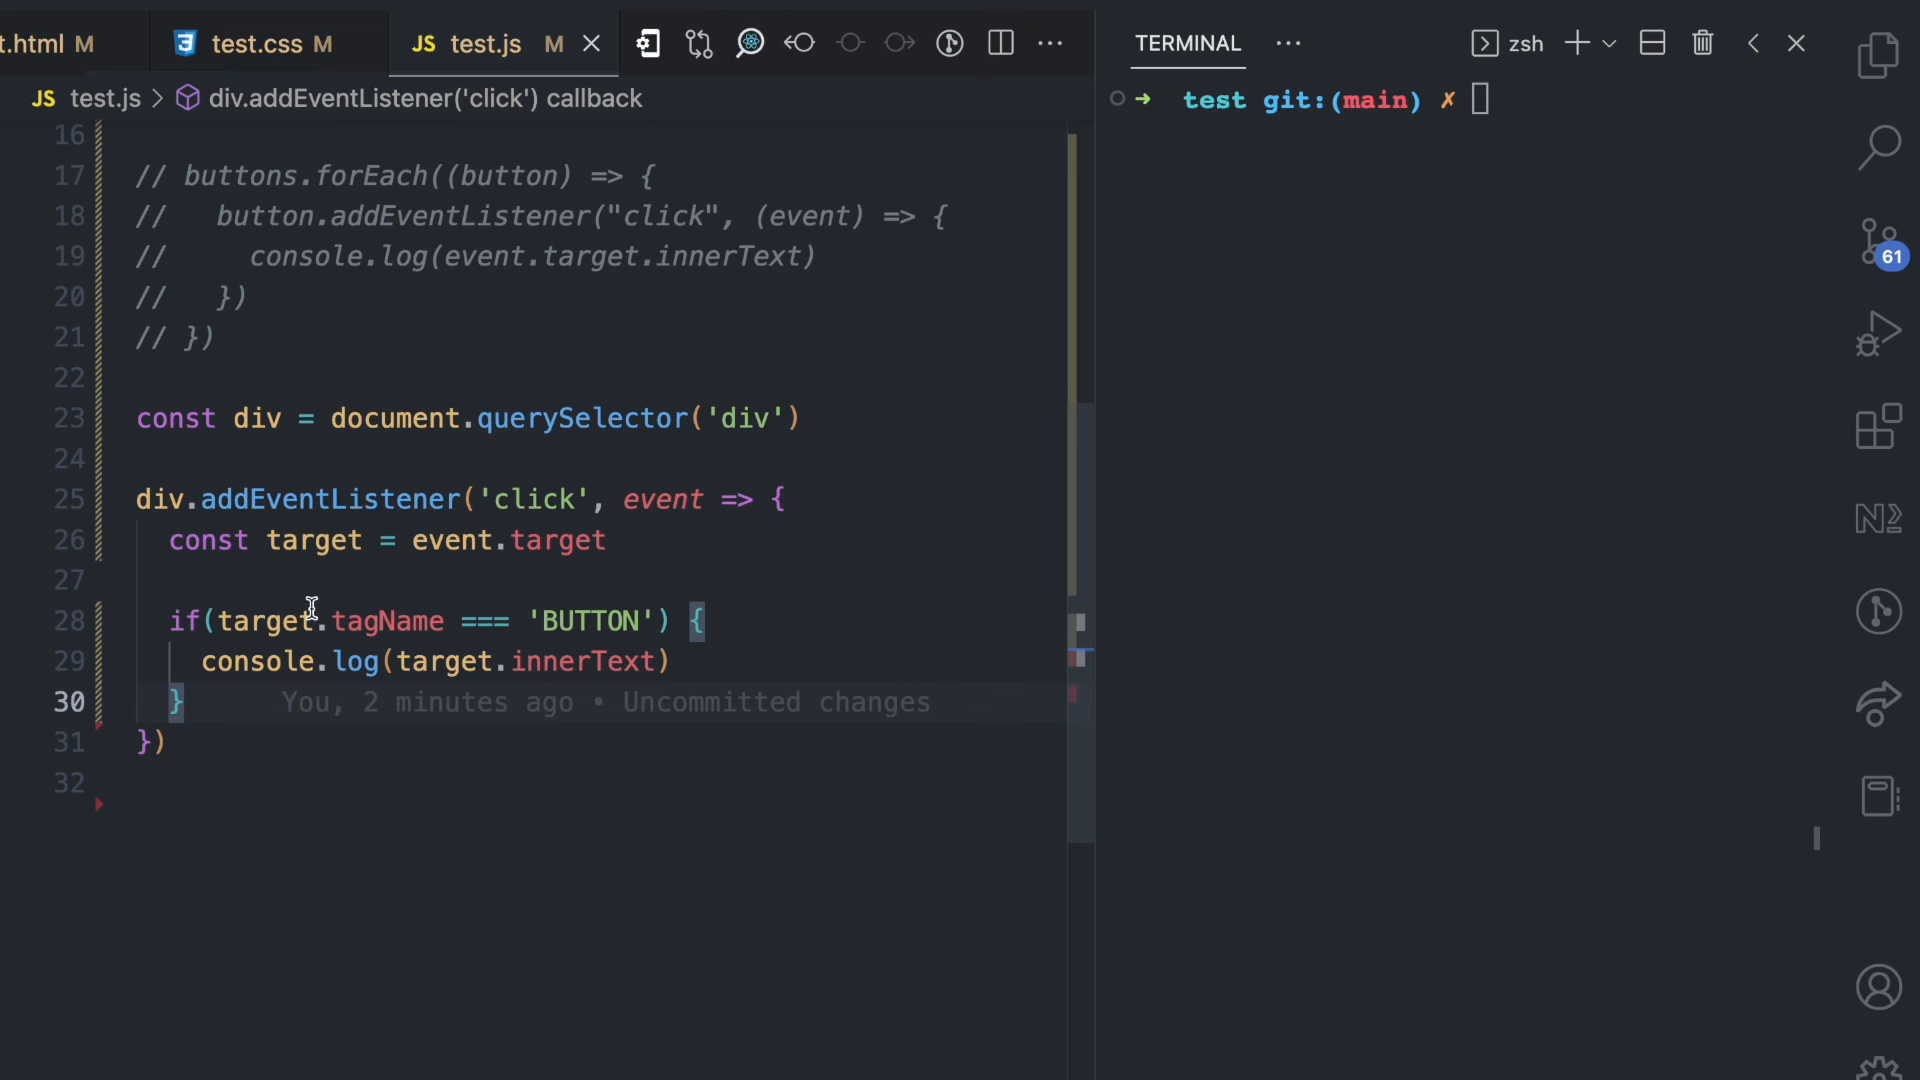 t.html M
test.css M
JS test.js M
TERMINAL
zsh
JS test.js > div.addEventListener('click') callback
test git:(main) ✗
16
17 // buttons.forEach((button) => {
18 //   button.addEventListener("click", (event) => {
19 //     console.log(event.target.innerText)
20 //   })
21 // })
22
23 const div = document.querySelector('div')
24
25 div.addEventListener('click', event => {
26   const target = event.target
27
28   if(target.tagName === 'BUTTON') {
29     console.log(target.innerText)
30   } You, 2 minutes ago • Uncommitted changes
31 })
32
61